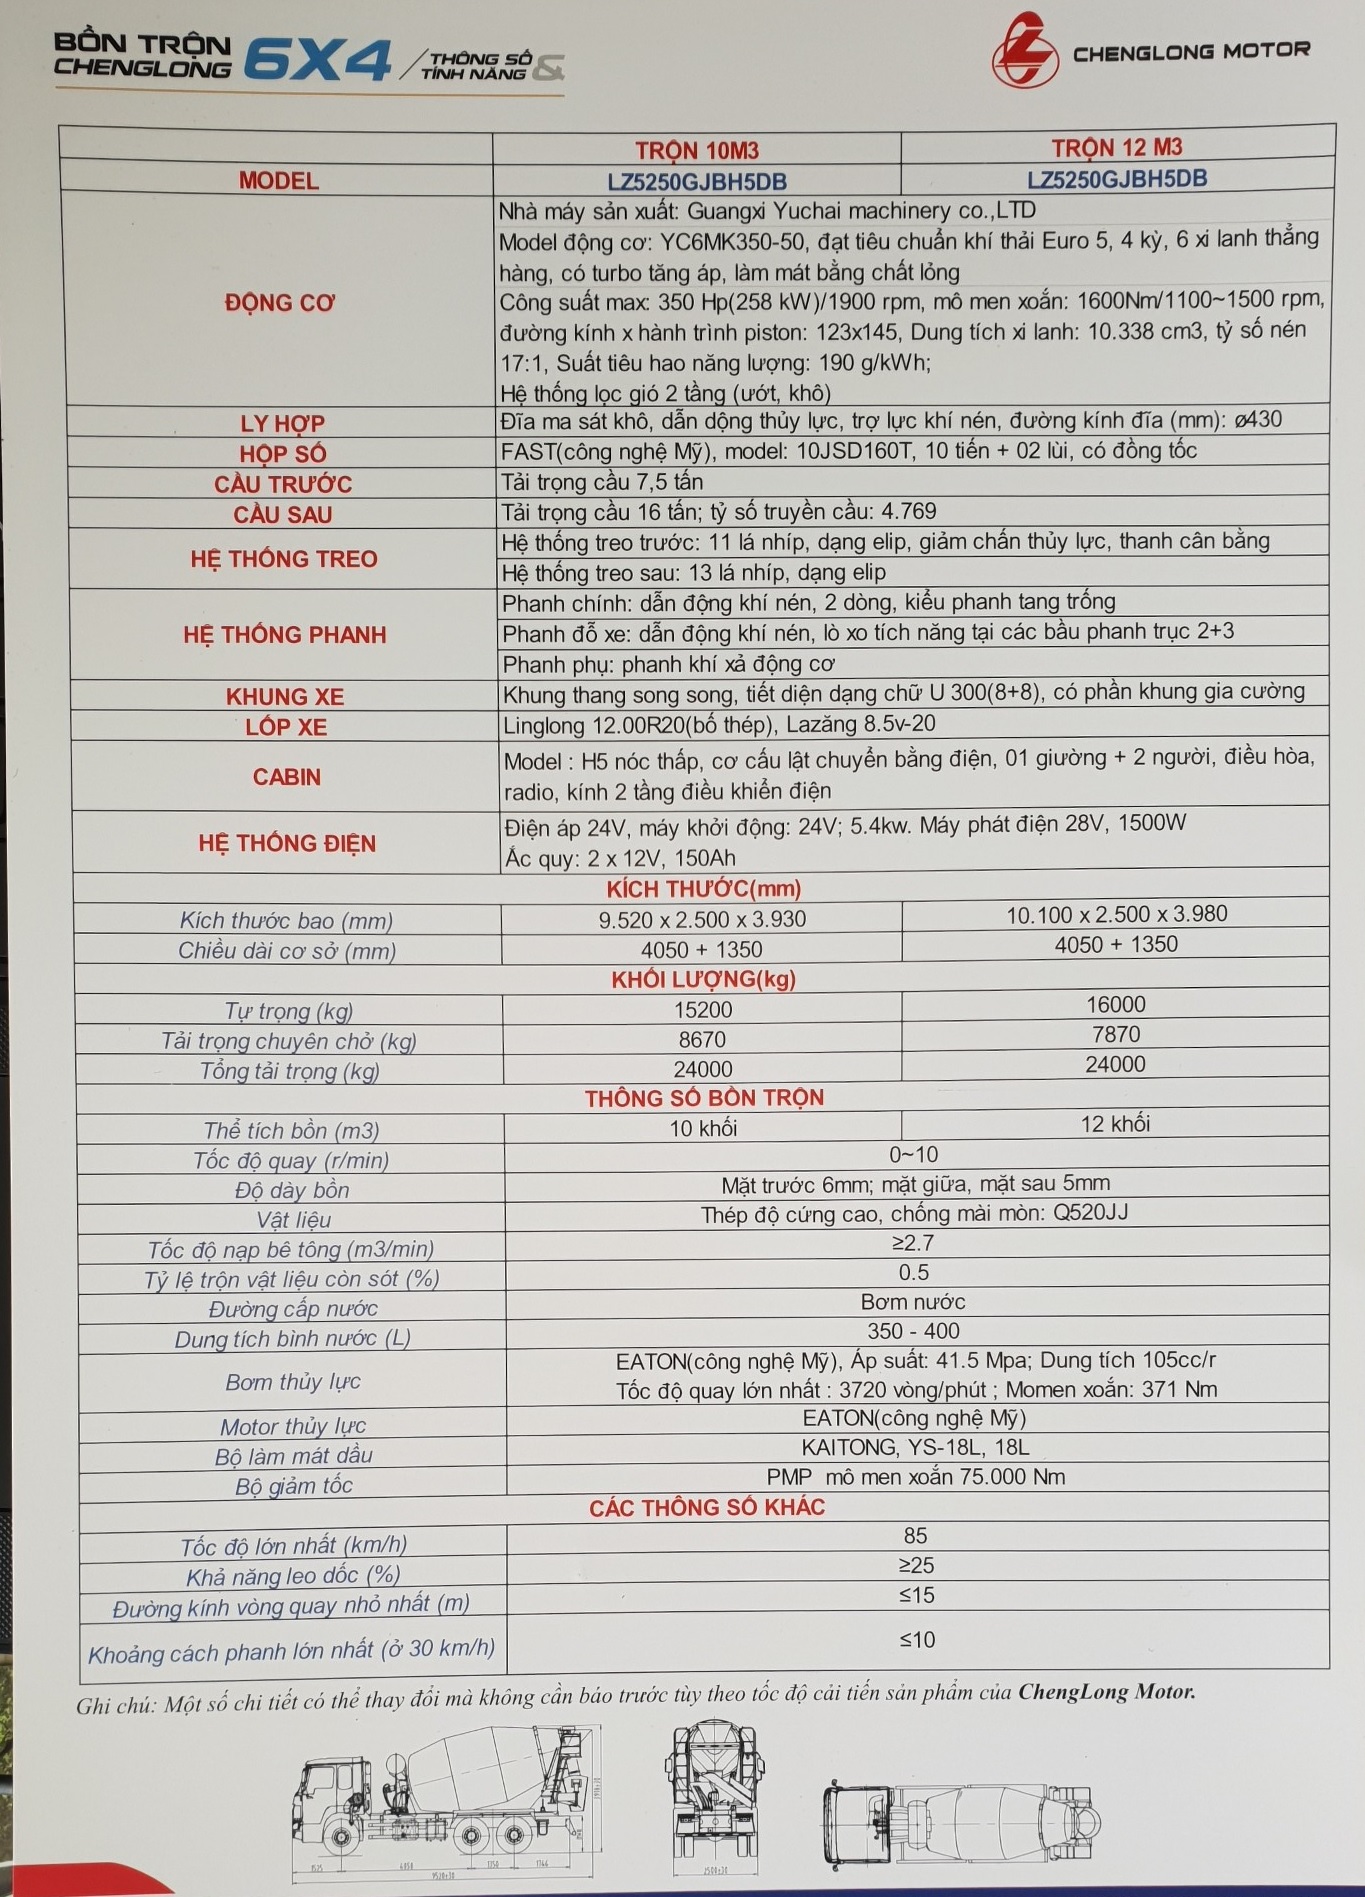 BỒN TRỘN
CHENGLONG
6X4
THÔNG SỐ
TÍNH NĂNG &
CHENGLONG MOTOR
TRỘN 10M3 TRỘN 12 M3
MODEL LZ5250GJBH5DB LZ5250GJBH5DB
ĐỘNG CƠ
Nhà máy sản xuất: Guangxi Yuchai machinery co.,LTD
Model động cơ: YC6MK350-50, đạt tiêu chuẩn khí thải Euro 5, 4 kỳ, 6 xi lanh thẳng
hàng, có turbo tăng áp, làm mát bằng chất lỏng
Công suất max: 350 Hp(258 kW)/1900 rpm, mô men xoắn: 1600Nm/1100~1500 rpm,
đường kính x hành trình piston: 123x145, Dung tích xi lanh: 10.338 cm3, tỷ số nén
17:1, Suất tiêu hao năng lượng: 190 g/kWh;
Hệ thống lọc gió 2 tầng (ướt, khô)
LY HỢP Đĩa ma sát khô, dẫn dộng thủy lực, trợ lực khí nén, đường kính đĩa (mm): ø430
HỘP SỐ FAST(công nghệ Mỹ), model: 10JSD160T, 10 tiến + 02 lùi, có đồng tốc
CẦU TRƯỚC Tải trọng cầu 7,5 tấn
CẦU SAU Tải trọng cầu 16 tấn; tỷ số truyền cầu: 4.769
HỆ THỐNG TREO
Hệ thống treo trước: 11 lá nhíp, dạng elip, giảm chấn thủy lực, thanh cân bằng
Hệ thống treo sau: 13 lá nhíp, dạng elip
HỆ THỐNG PHANH
Phanh chính: dẫn động khí nén, 2 dòng, kiểu phanh tang trống
Phanh đỗ xe: dẫn động khí nén, lò xo tích năng tại các bầu phanh trục 2+3
Phanh phụ: phanh khí xả động cơ
KHUNG XE Khung thang song song, tiết diện dạng chữ U 300(8+8), có phần khung gia cường
LỐP XE Linglong 12.00R20(bố thép), Lazăng 8.5v-20
CABIN
Model : H5 nóc thấp, cơ cấu lật chuyển bằng điện, 01 giường + 2 người, điều hòa,
radio, kính 2 tầng điều khiển điện
HỆ THỐNG ĐIỆN
Điện áp 24V, máy khởi động: 24V; 5.4kw. Máy phát điện 28V, 1500W
Ắc quy: 2 x 12V, 150Ah
KÍCH THƯỚC(mm)
Kích thước bao (mm) 9.520 x 2.500 x 3.930 10.100 x 2.500 x 3.980
Chiều dài cơ sở (mm) 4050 + 1350 4050 + 1350
KHỐI LƯỢNG(kg)
Tự trọng (kg) 15200 16000
Tải trọng chuyên chở (kg) 8670 7870
Tổng tải trọng (kg) 24000 24000
THÔNG SỐ BỒN TRỘN
Thể tích bồn (m3) 10 khối 12 khối
Tốc độ quay (r/min) 0~10
Độ dày bồn Mặt trước 6mm; mặt giữa, mặt sau 5mm
Vật liệu Thép độ cứng cao, chống mài mòn: Q520JJ
Tốc độ nạp bê tông (m3/min) ≥2.7
Tỷ lệ trộn vật liệu còn sót (%) 0.5
Đường cấp nước Bơm nước
Dung tích bình nước (L) 350 - 400
Bơm thủy lực
EATON(công nghệ Mỹ), Áp suất: 41.5 Mpa; Dung tích 105cc/r
Tốc độ quay lớn nhất : 3720 vòng/phút ; Momen xoắn: 371 Nm
Motor thủy lực EATON(công nghệ Mỹ)
Bộ làm mát dầu KAITONG, YS-18L, 18L
Bộ giảm tốc PMP mô men xoắn 75.000 Nm
CÁC THÔNG SỐ KHÁC
Tốc độ lớn nhất (km/h) 85
Khả năng leo dốc (%) ≥25
Đường kính vòng quay nhỏ nhất (m) ≤15
Khoảng cách phanh lớn nhất (ở 30 km/h) ≤10
Ghi chú: Một số chi tiết có thể thay đổi mà không cần báo trước tùy theo tốc độ cải tiến sản phẩm của ChengLong Motor.
1525 4050 1350
9520±30
2500±30